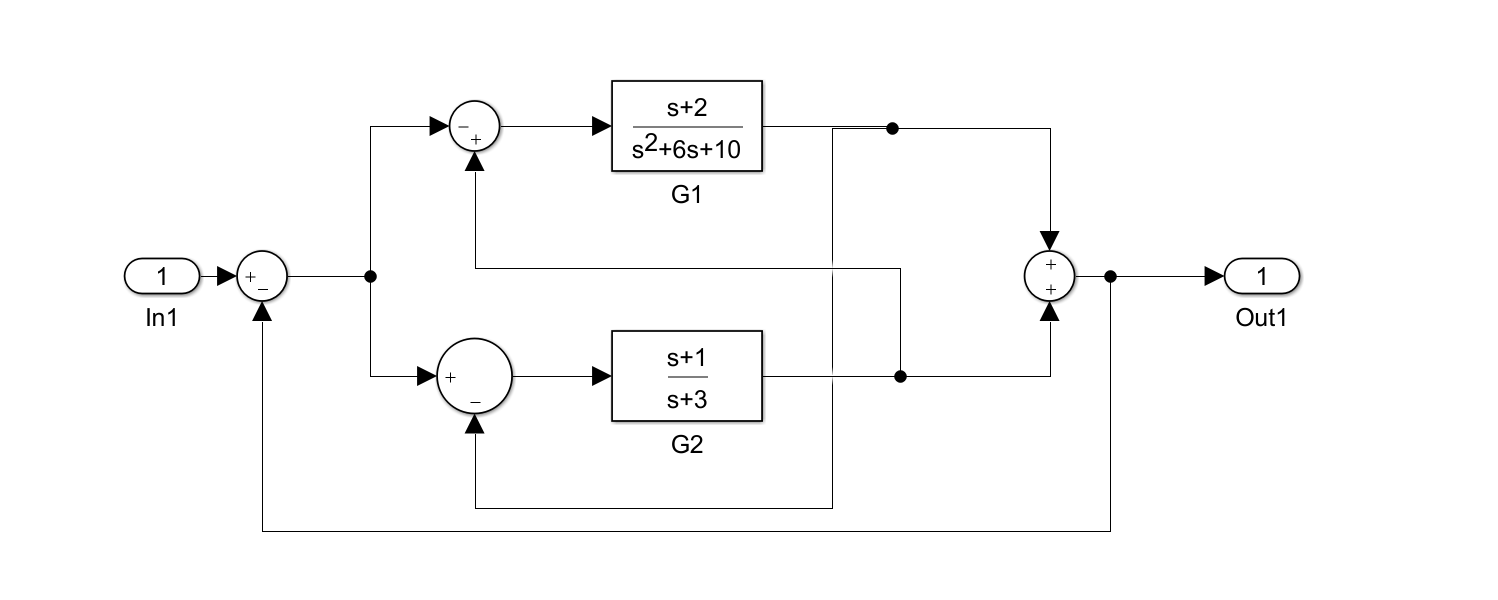 − +
s+2
s²+6s+10
G1
1
In1
+ −
+
+
1
Out1
+
−
s+1
s+3
G2